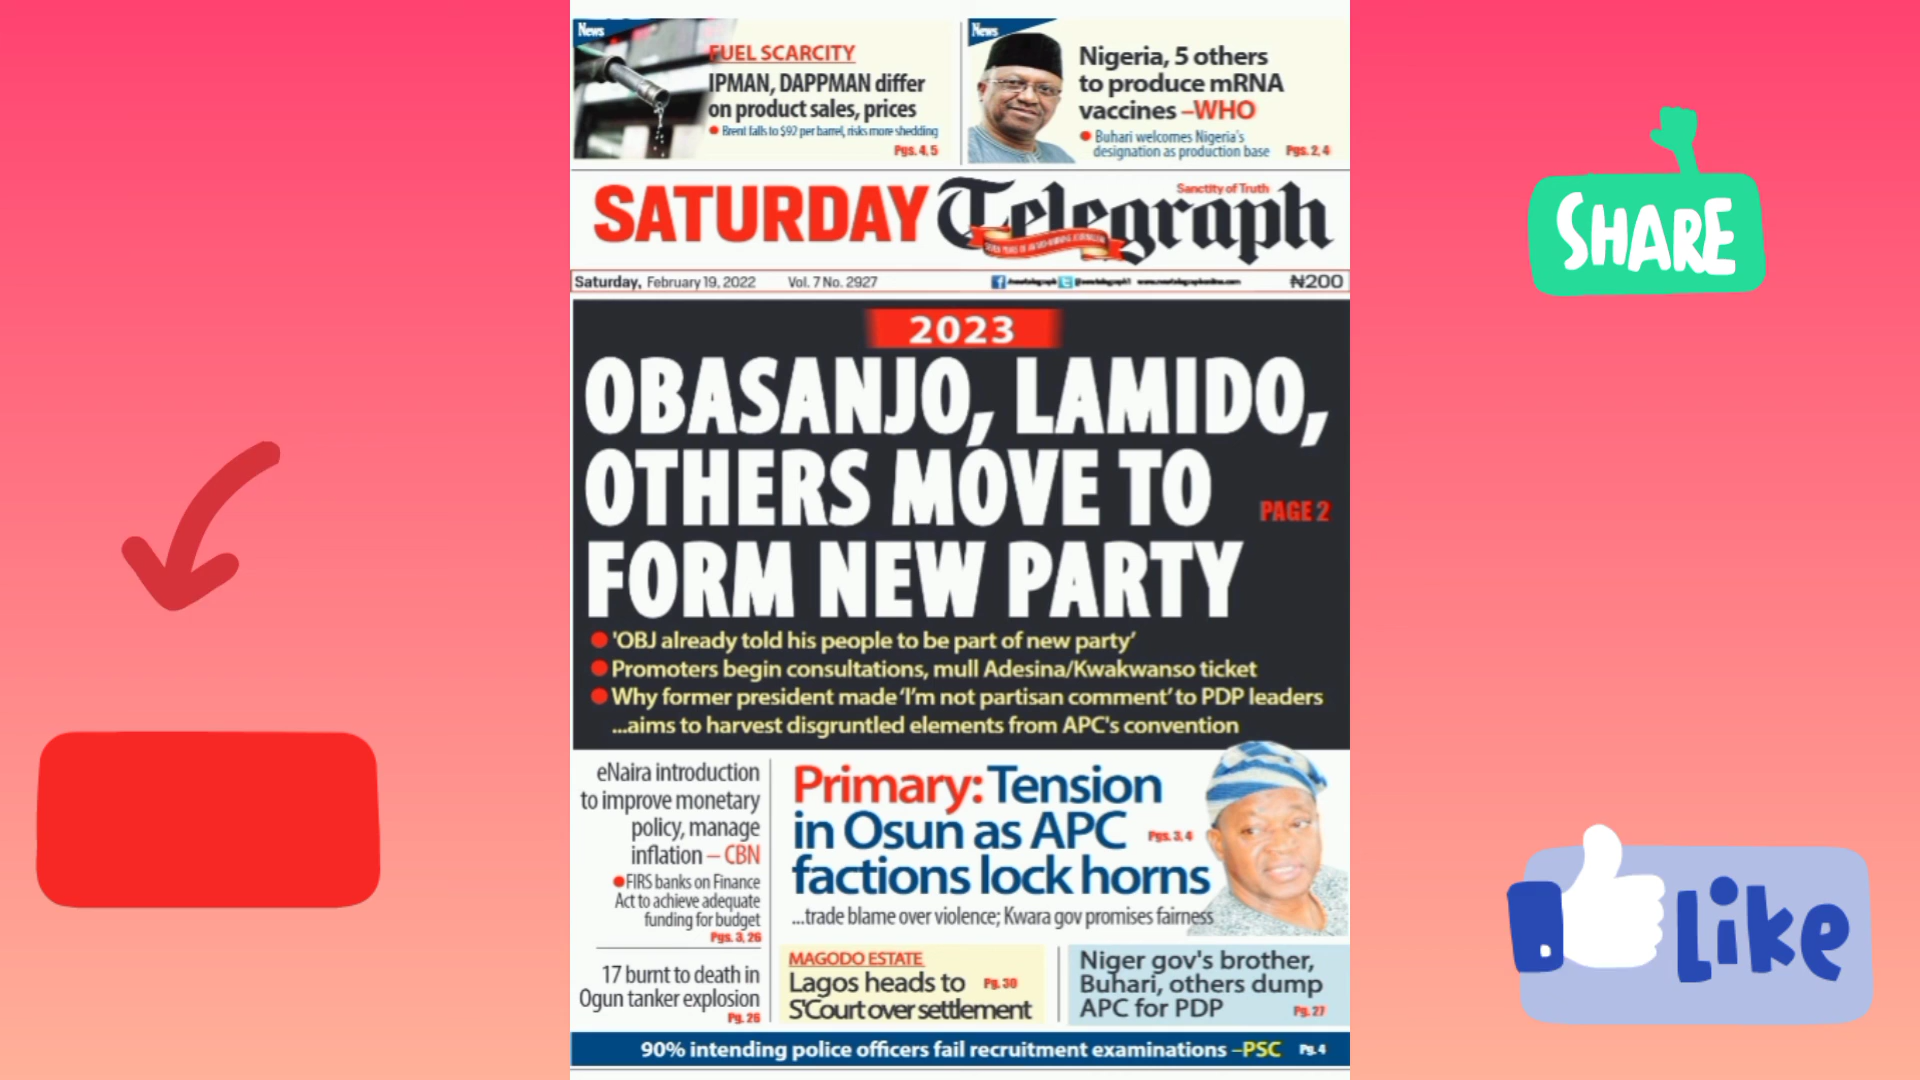 News
FUEL SCARCITY
IPMAN, DAPPMAN differ
on product sales, prices
Brent falls to $92 per barrel, risks more shedding
Pgs. 4, 5
News
Nigeria, 5 others
to produce mRNA
vaccines –WHO
Buhari welcomes Nigeria's
designation as production base
Pgs. 2, 4
SATURDAY Telegraph
Sanctity of Truth
Saturday, February 19, 2022
Vol. 7 No. 2927
₦200
2023
OBASANJO, LAMIDO,
OTHERS MOVE TO
FORM NEW PARTY
PAGE 2
'OBJ already told his people to be part of new party'
Promoters begin consultations, mull Adesina/Kwakwanso ticket
Why former president made 'I'm not partisan comment' to PDP leaders
...aims to harvest disgruntled elements from APC's convention
eNaira introduction
to improve monetary
policy, manage
inflation – CBN
FIRS banks on Finance
Act to achieve adequate
funding for budget
Pgs. 3, 26
17 burnt to death in
Ogun tanker explosion
Pg. 26
Primary: Tension
in Osun as APC
factions lock horns
Pgs. 3, 4
...trade blame over violence; Kwara gov promises fairness
MAGODO ESTATE
Lagos heads to
S'Court over settlement
Pg. 30
Niger gov's brother,
Buhari, others dump
APC for PDP
Pg. 27
90% intending police officers fail recruitment examinations –PSC Pg. 4
SHARE
LiKe